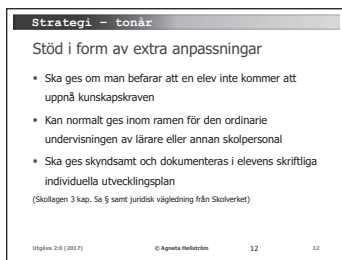 Strategi – tonår
Stöd i form av extra anpassningar
▪ Ska ges om man befarar att en elev inte kommer att
uppnå kunskapskraven
▪ Kan normalt ges inom ramen för den ordinarie
undervisningen av lärare eller annan skolpersonal
▪ Ska ges skyndsamt och dokumenteras i elevens skriftliga
individuella utvecklingsplan
(Skollagen 3 kap. 5a § samt juridisk vägledning från Skolverket)
Utgåva 2:0 (2017) © Agneta Hellström 12 12